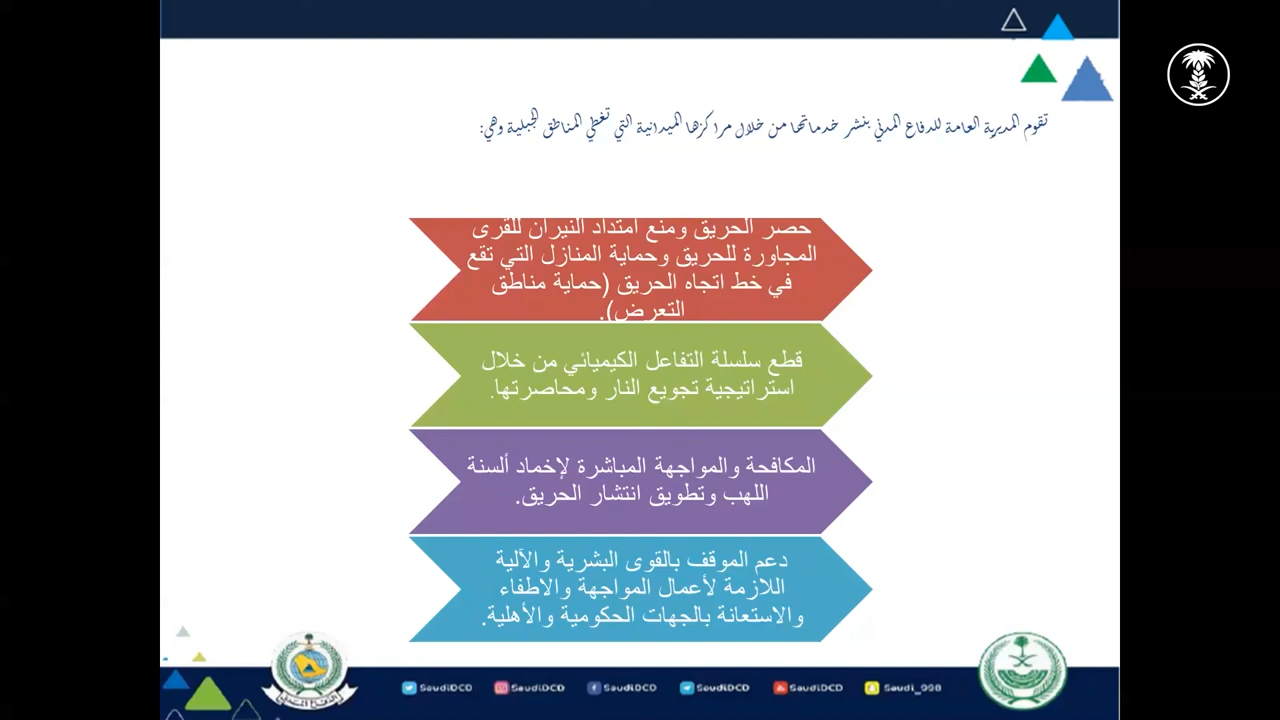 تقوم المديرية العامة للدفاع المدني بنشر خدماتها من خلال مراكزها الميدانية التي تغطي المناطق الجبلية وهي:
حصر الحريق ومنع امتداد النيران للقرى
المجاورة للحريق وحماية المنازل التي تقع
في خط اتجاه الحريق (حماية مناطق
التعرض).
قطع سلسلة التفاعل الكيميائي من خلال
استراتيجية تجويع النار ومحاصرتها.
المكافحة والمواجهة المباشرة لإخماد ألسنة
اللهب وتطويق انتشار الحريق.
دعم الموقف بالقوى البشرية والآلية
اللازمة لأعمال المواجهة والاطفاء
والاستعانة بالجهات الحكومية والأهلية.
الدفاع المدني
SaudiDCD SaudiDCD SaudiDCD SaudiDCD SaudiDCD Saudi_998